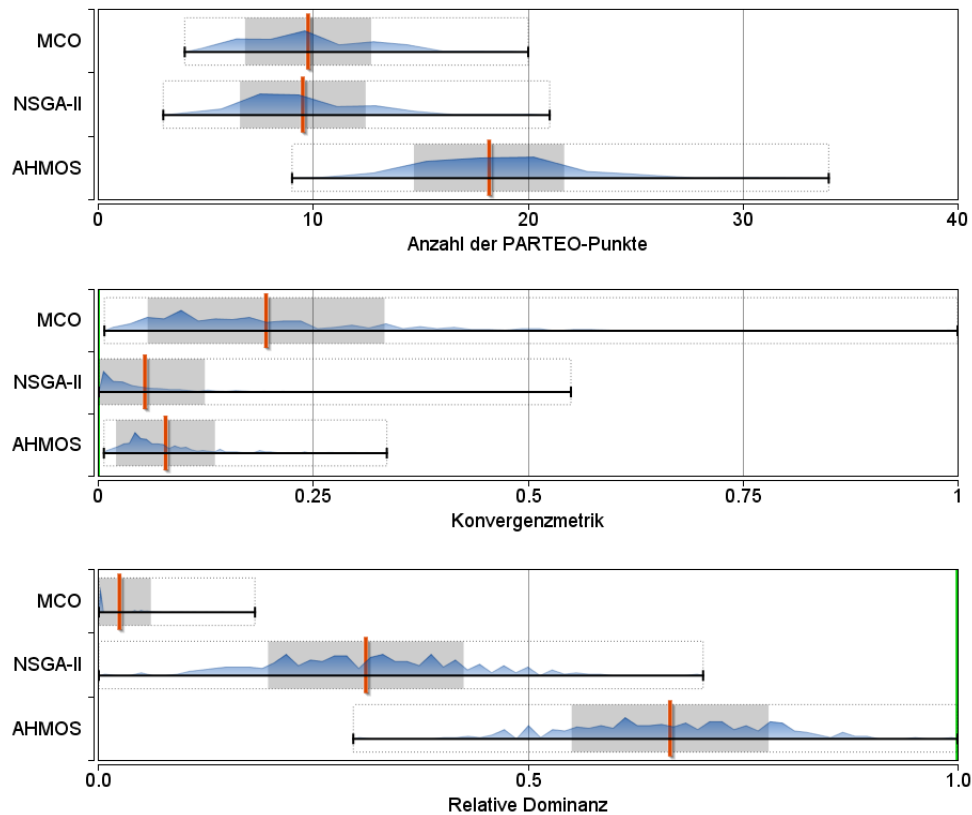 MCO
NSGA-II
AHMOS
0 10 20 30 40
Anzahl der PARTEO-Punkte
MCO
NSGA-II
AHMOS
0 0.25 0.5 0.75 1
Konvergenzmetrik
MCO
NSGA-II
AHMOS
0.0 0.5 1.0
Relative Dominanz